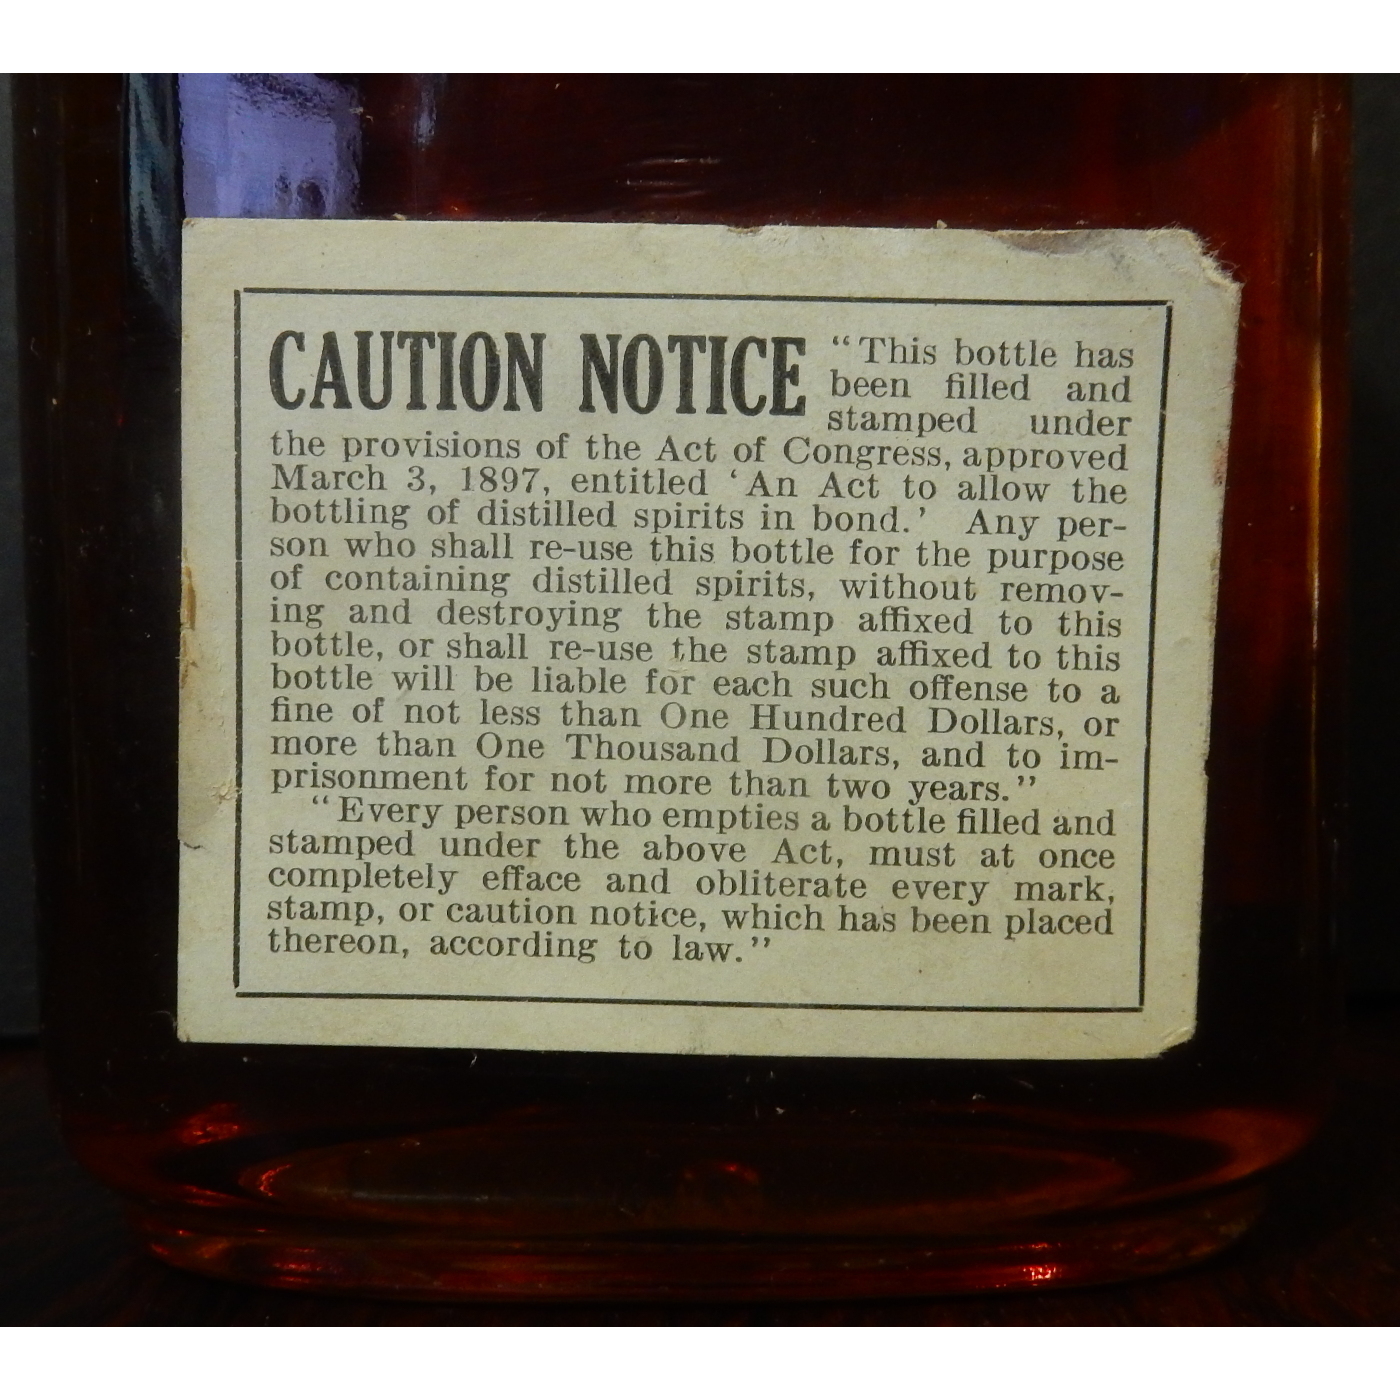 CAUTION NOTICE "This bottle has
been filled and
stamped under
the provisions of the Act of Congress, approved
March 3, 1897, entitled 'An Act to allow the
bottling of distilled spirits in bond.' Any per-
son who shall re-use this bottle for the purpose
of containing distilled spirits, without remov-
ing and destroying the stamp affixed to this
bottle, or shall re-use the stamp affixed to this
bottle will be liable for each such offense to a
fine of not less than One Hundred Dollars, or
more than One Thousand Dollars, and to im-
prisonment for not more than two years."
"Every person who empties a bottle filled and
stamped under the above Act, must at once
completely efface and obliterate every mark,
stamp, or caution notice, which has been placed
thereon, according to law."